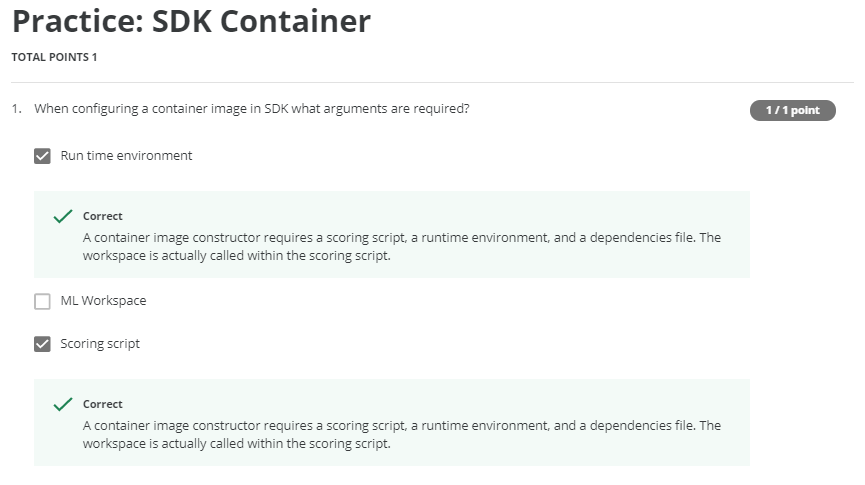 Practice: SDK Container
TOTAL POINTS 1
1. When configuring a container image in SDK what arguments are required?
1 / 1 point
Run time environment
Correct
A container image constructor requires a scoring script, a runtime environment, and a dependencies file. The
workspace is actually called within the scoring script.
ML Workspace
Scoring script
Correct
A container image constructor requires a scoring script, a runtime environment, and a dependencies file. The
workspace is actually called within the scoring script.